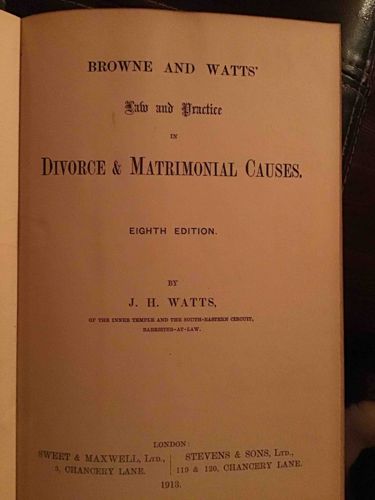 BROWNE AND WATTS'
Law and Practice
IN
DIVORCE & MATRIMONIAL CAUSES.
EIGHTH EDITION.
BY
J. H. WATTS,
OF THE INNER TEMPLE AND THE SOUTH-EASTERN CIRCUIT,
BARRISTER-AT-LAW.
LONDON:
SWEET & MAXWELL, LTD.,
3, CHANCERY LANE.
STEVENS & SONS, LTD.,
119 & 120, CHANCERY LANE.
1913.